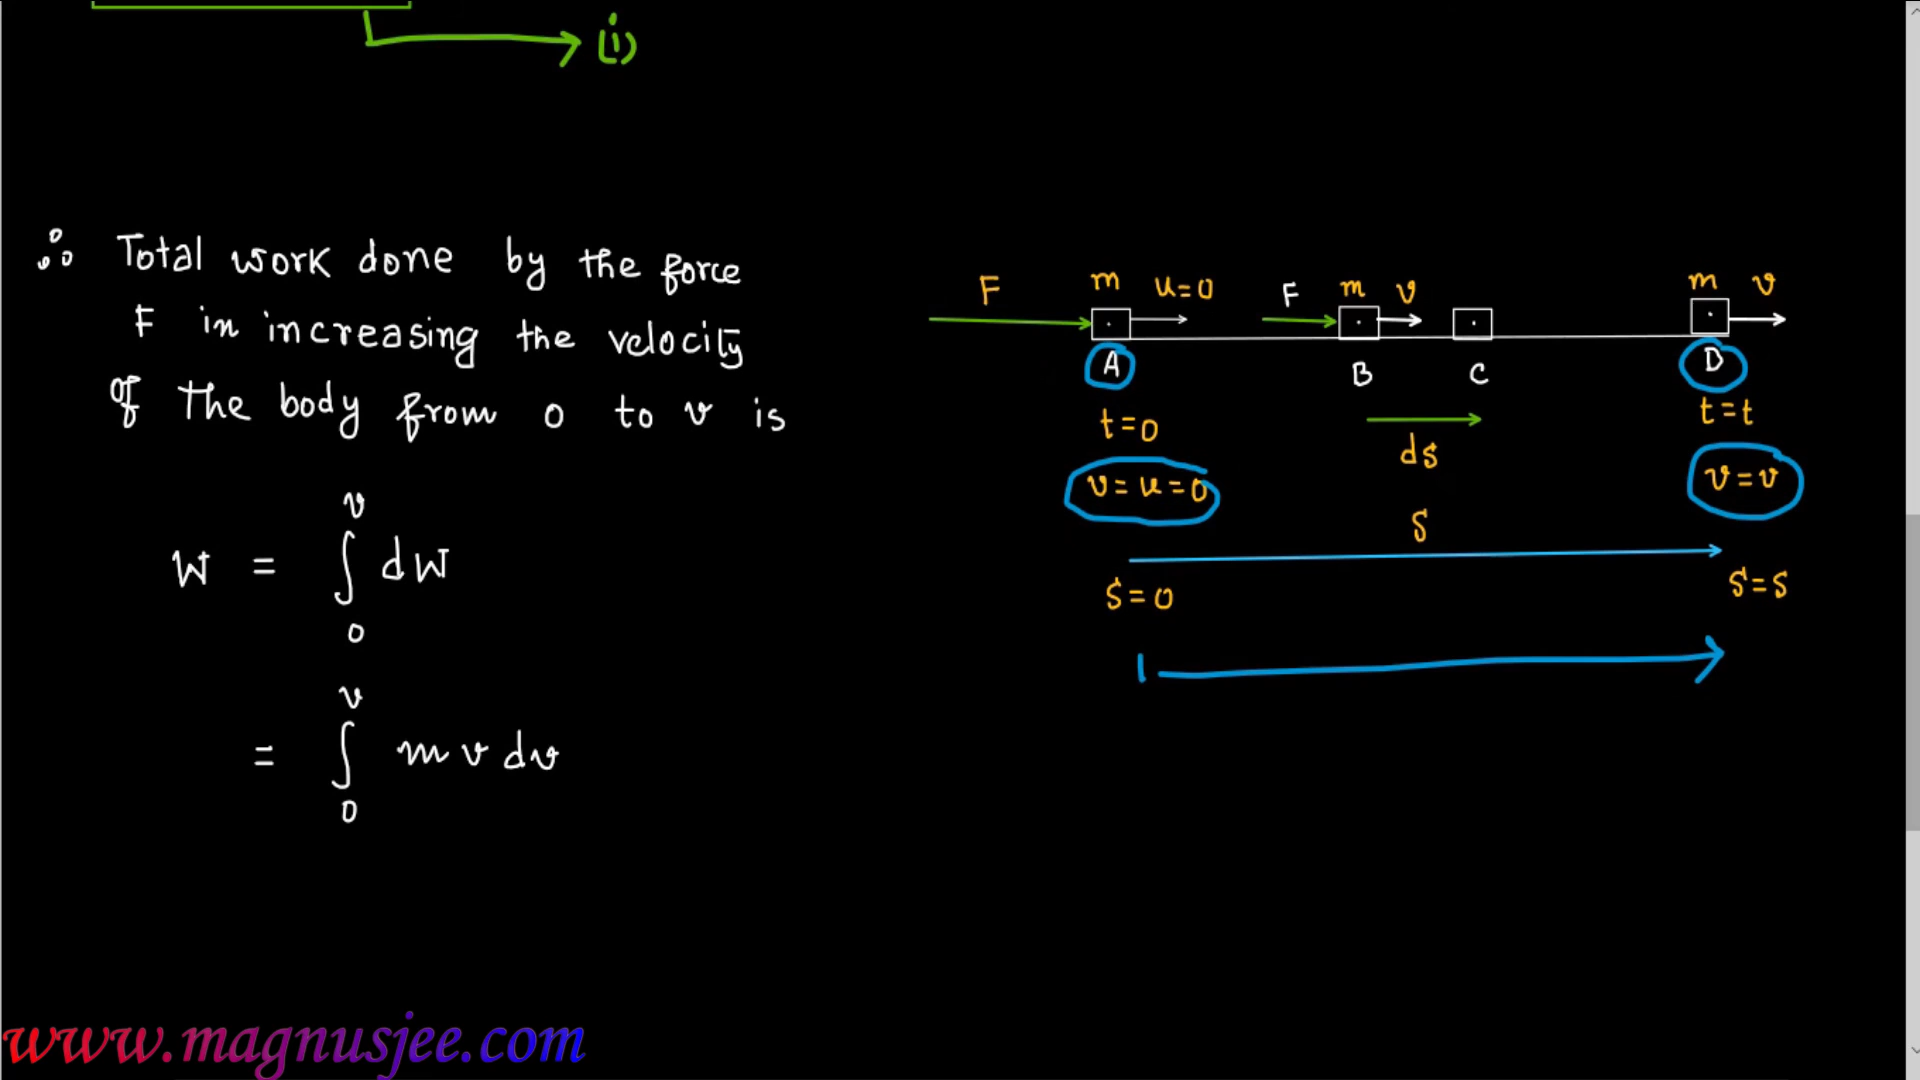 (i)
∴ Total work done by the force
F in increasing the velocity
of the body from 0 to v is
v
W = ∫ dW
0
v
= ∫ m v dv
0
F m u=0 F m v m v
A B C D
t=0 t=t
ds
v=u=0 v=v
S
S=0 S=s
www.magnusjee.com